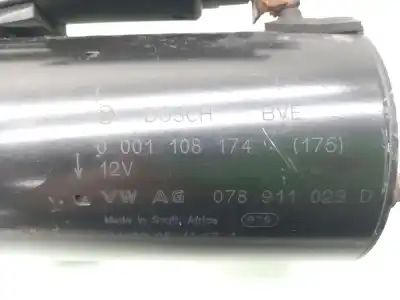 BOSCH BVE
0 001 108 174 (175)
12V
VW AG 078 911 023 D
Made in South Africa